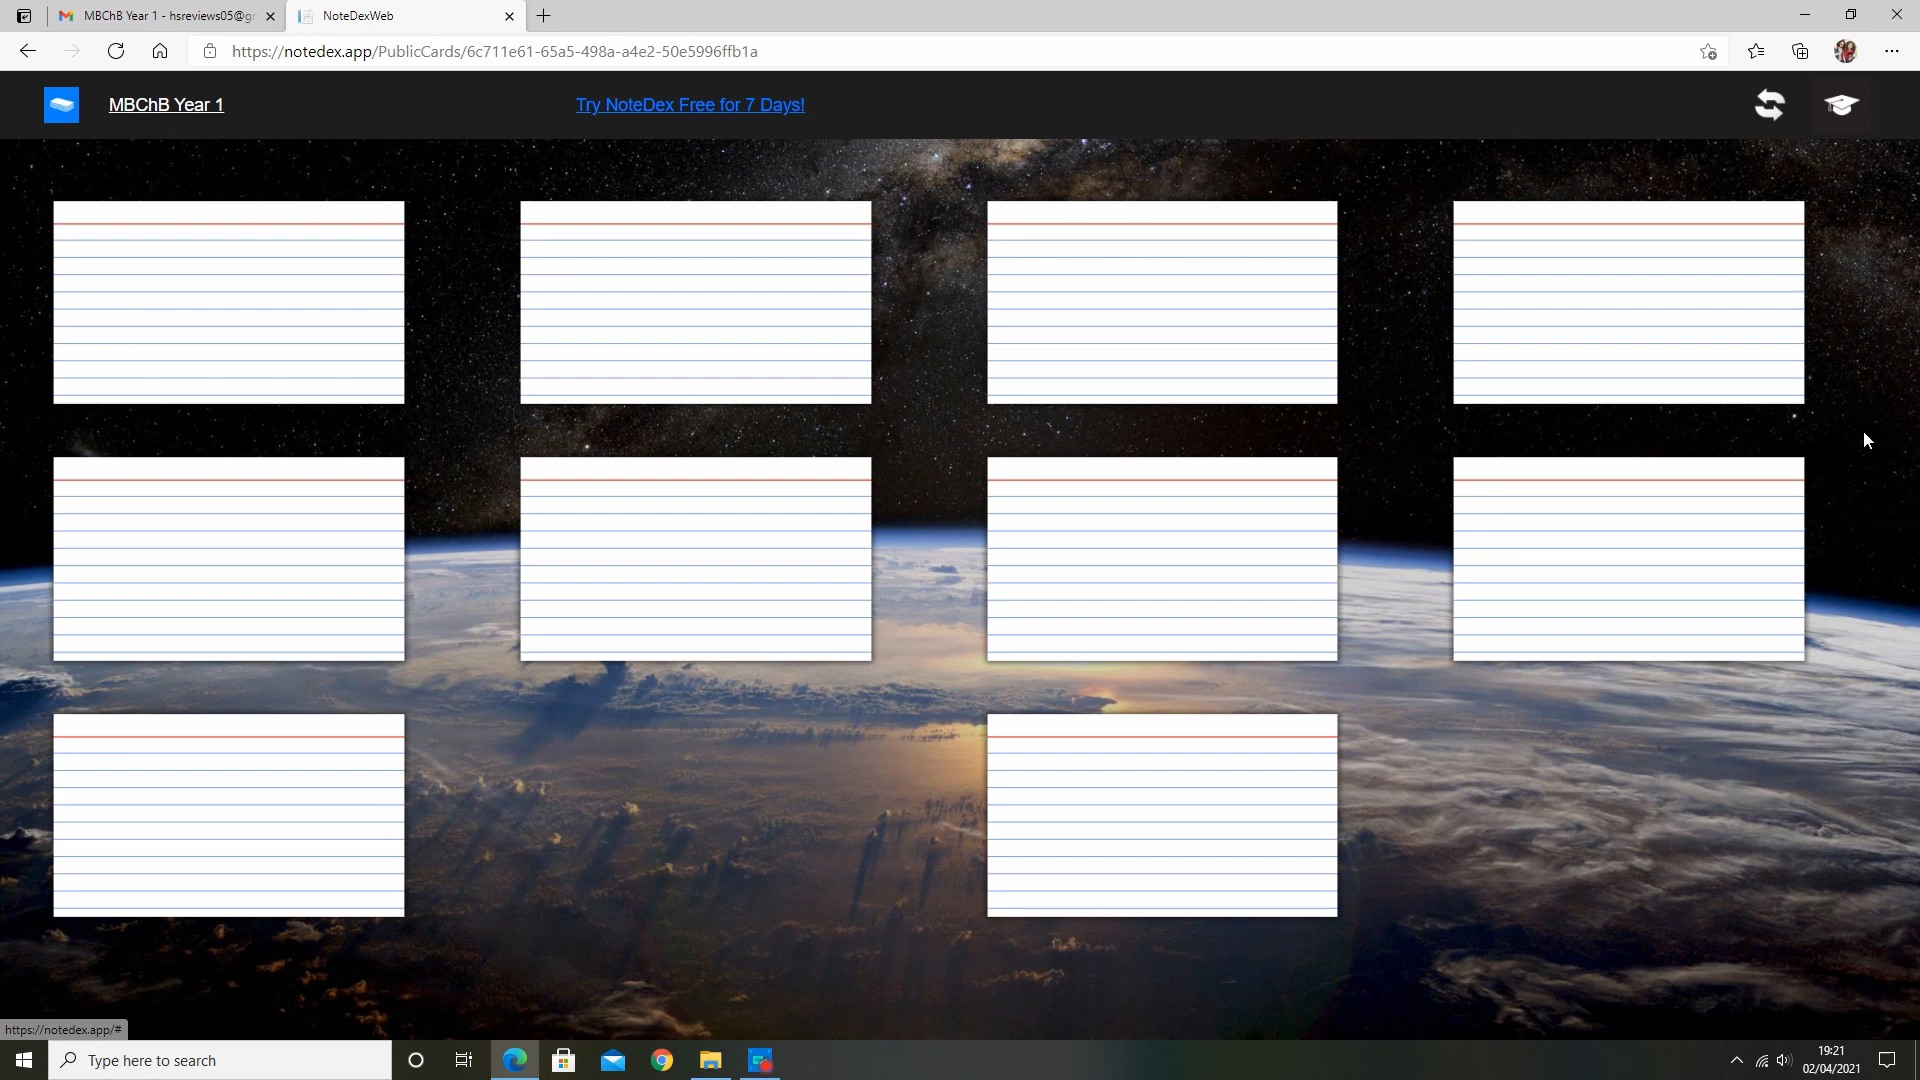 MBChB Year 1 - hsreviews05@gr
NoteDexWeb
https://notedex.app/PublicCards/6c711e61-65a5-498a-a4e2-50e5996ffb1a
MBChB Year 1
Try NoteDex Free for 7 Days!
https://notedex.app/#
Type here to search
19:21
02/04/2021